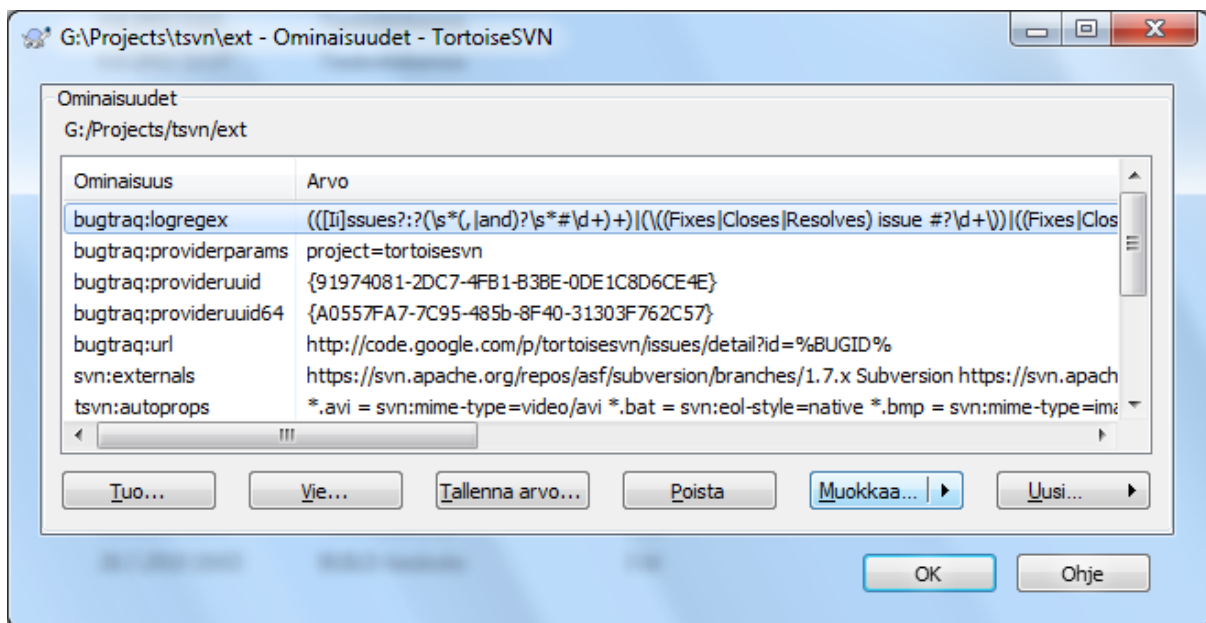 G:\Projects\tsvn\ext - Ominaisuudet - TortoiseSVN
Ominaisuudet
G:/Projects/tsvn/ext
Ominaisuus Arvo
bugtraq:logregex (([Ii]ssues?:?(\s*(,|and)?\s*#\d+)+)|(\((Fixes|Closes|Resolves) issue #?\d+\))|((Fixes|Clos
bugtraq:providerparams project=tortoisesvn
bugtraq:provideruuid {91974081-2DC7-4FB1-B3BE-0DE1C8D6CE4E}
bugtraq:provideruuid64 {A0557FA7-7C95-485b-8F40-31303F762C57}
bugtraq:url http://code.google.com/p/tortoisesvn/issues/detail?id=%BUGID%
svn:externals https://svn.apache.org/repos/asf/subversion/branches/1.7.x Subversion https://svn.apach
tsvn:autoprops *.avi = svn:mime-type=video/avi *.bat = svn:eol-style=native *.bmp = svn:mime-type=ima
Tuo... Vie... Tallenna arvo... Poista Muokkaa... Uusi...
OK Ohje